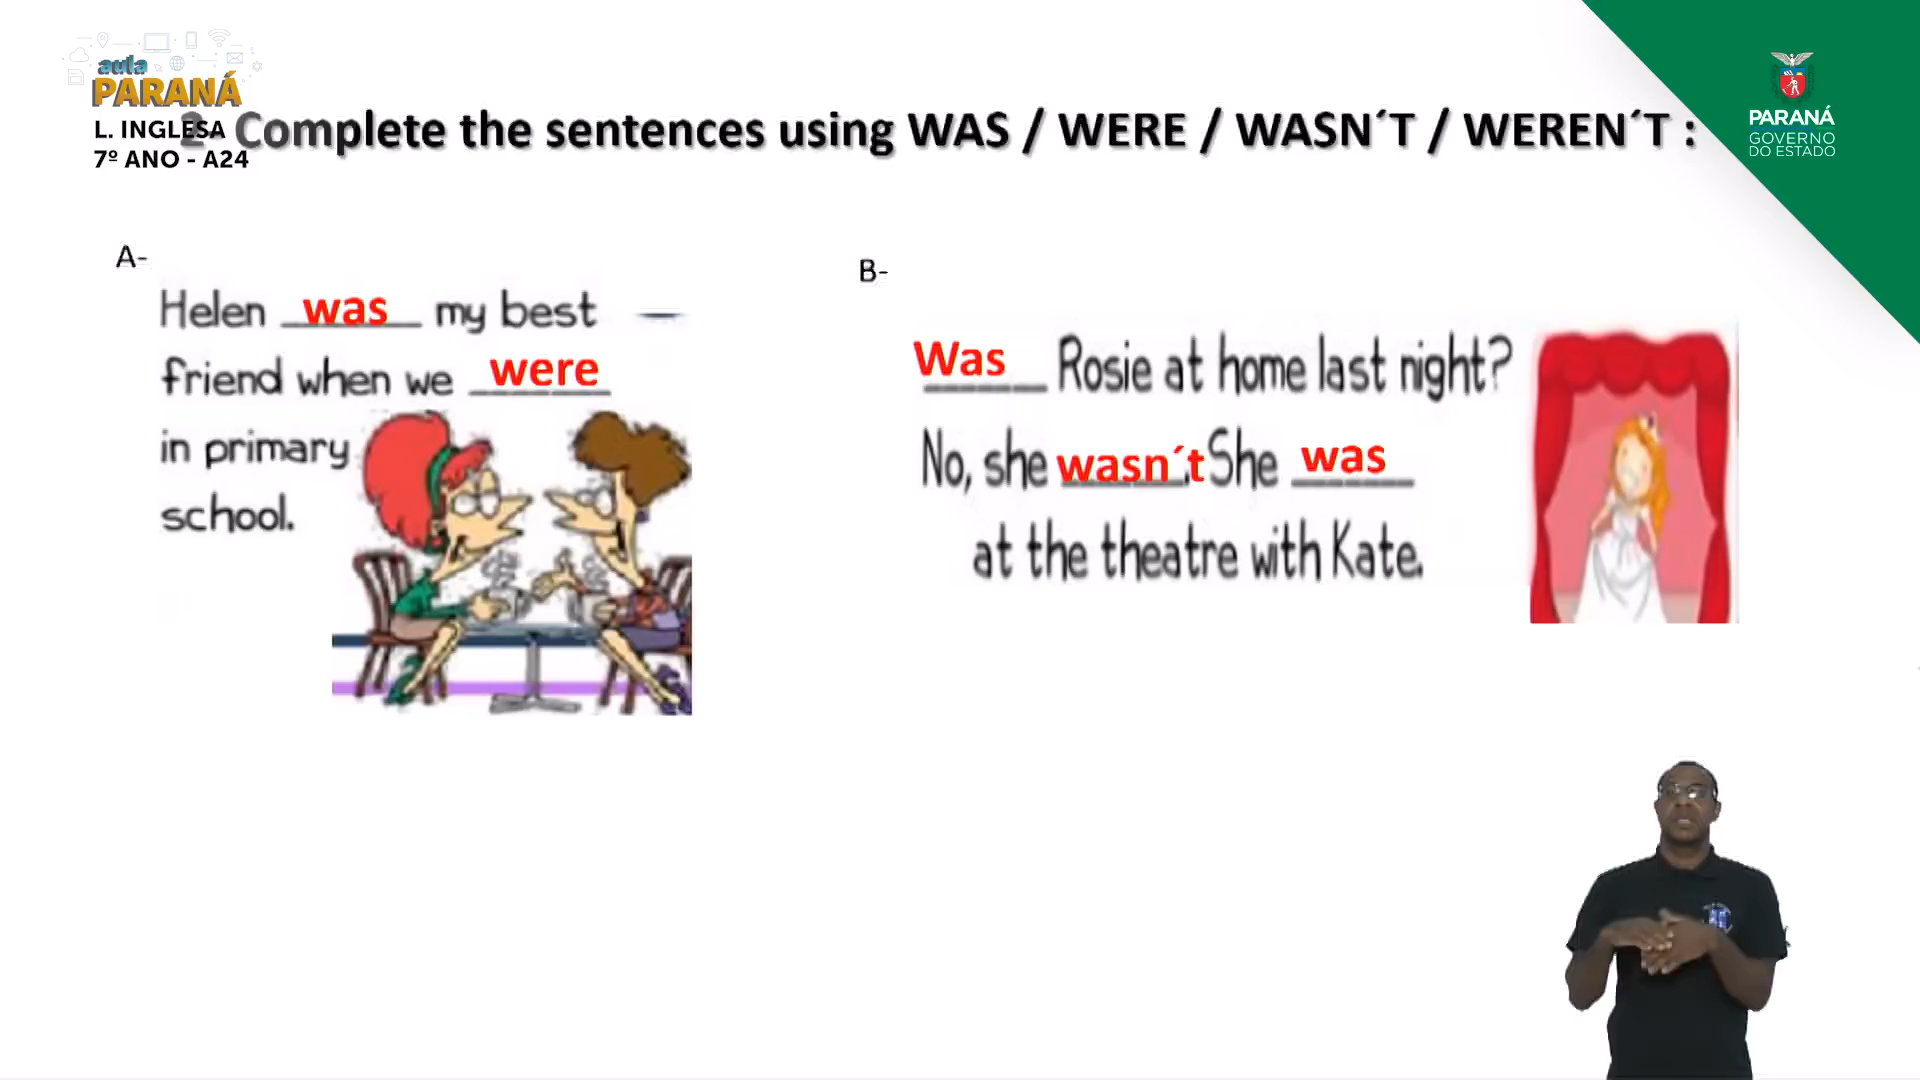 aula
PARANÁ
L. INGLESA
7º ANO - A24
2- Complete the sentences using WAS / WERE / WASN´T / WEREN´T :
PARANÁ
GOVERNO
DO ESTADO
A-
Helen was my best
friend when we were
in primary
school.
B-
Was Rosie at home last night?
No, she wasn´t. She was
at the theatre with Kate.